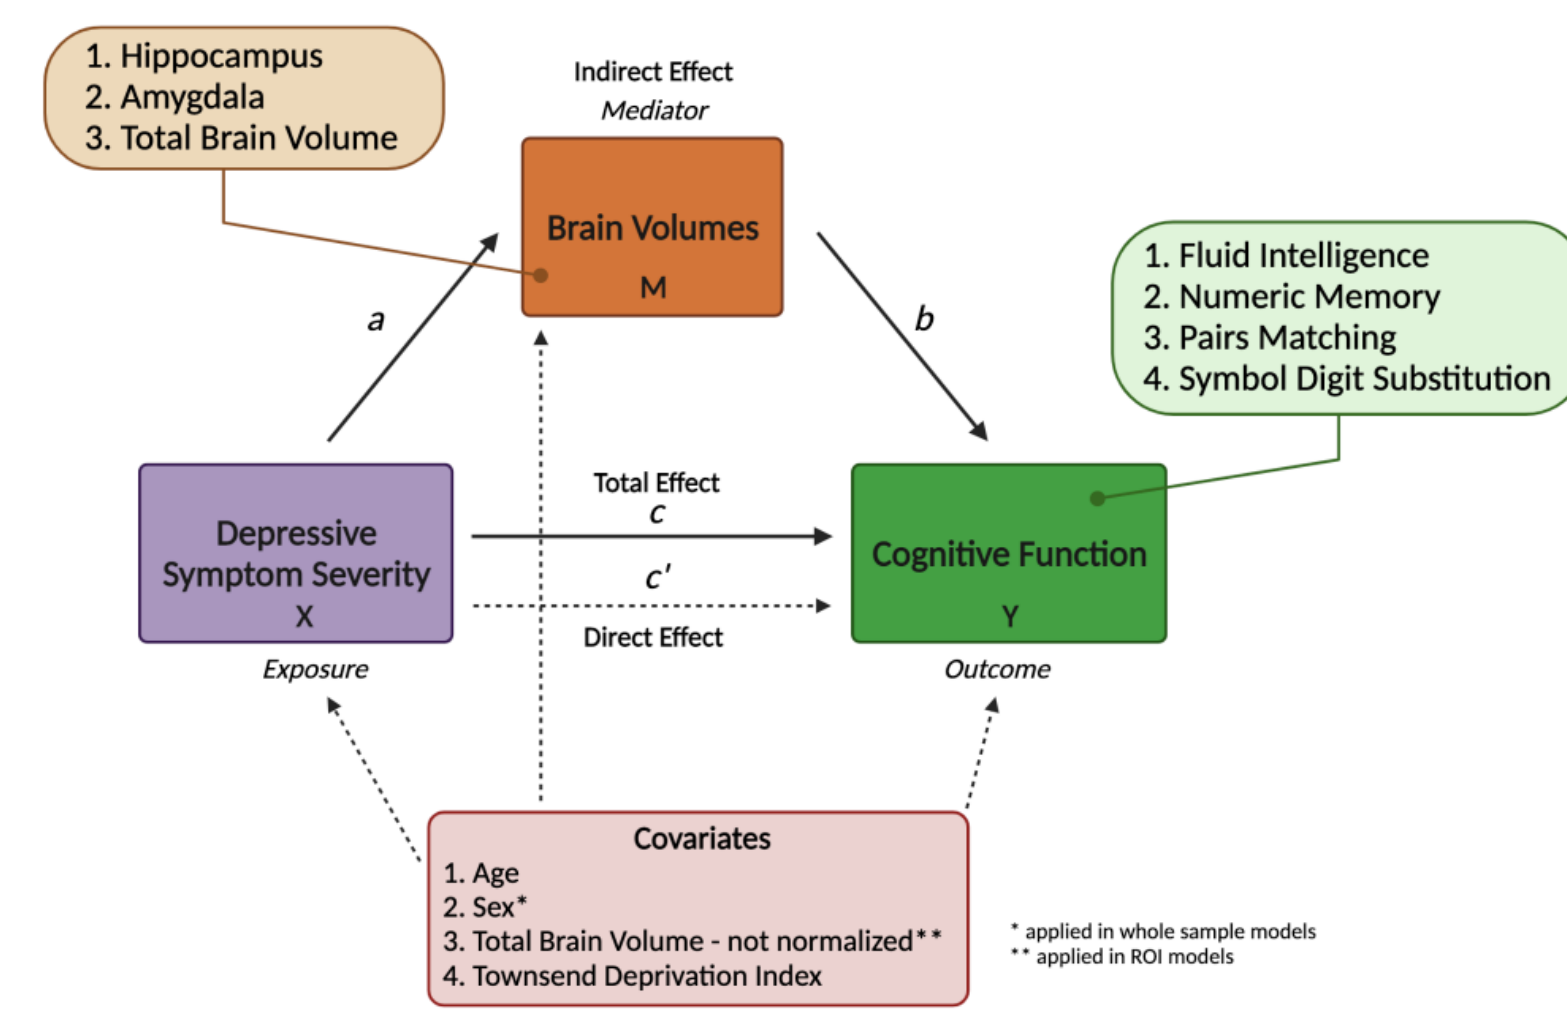 1. Hippocampus
2. Amygdala
3. Total Brain Volume
Indirect Effect
Mediator
Brain Volumes
M
1. Fluid Intelligence
2. Numeric Memory
3. Pairs Matching
4. Symbol Digit Substitution
a
b
Depressive
Symptom Severity
X
Exposure
Total Effect
c
c'
Direct Effect
Cognitive Function
Y
Outcome
Covariates
1. Age
2. Sex*
3. Total Brain Volume - not normalized**
4. Townsend Deprivation Index
* applied in whole sample models
** applied in ROI models